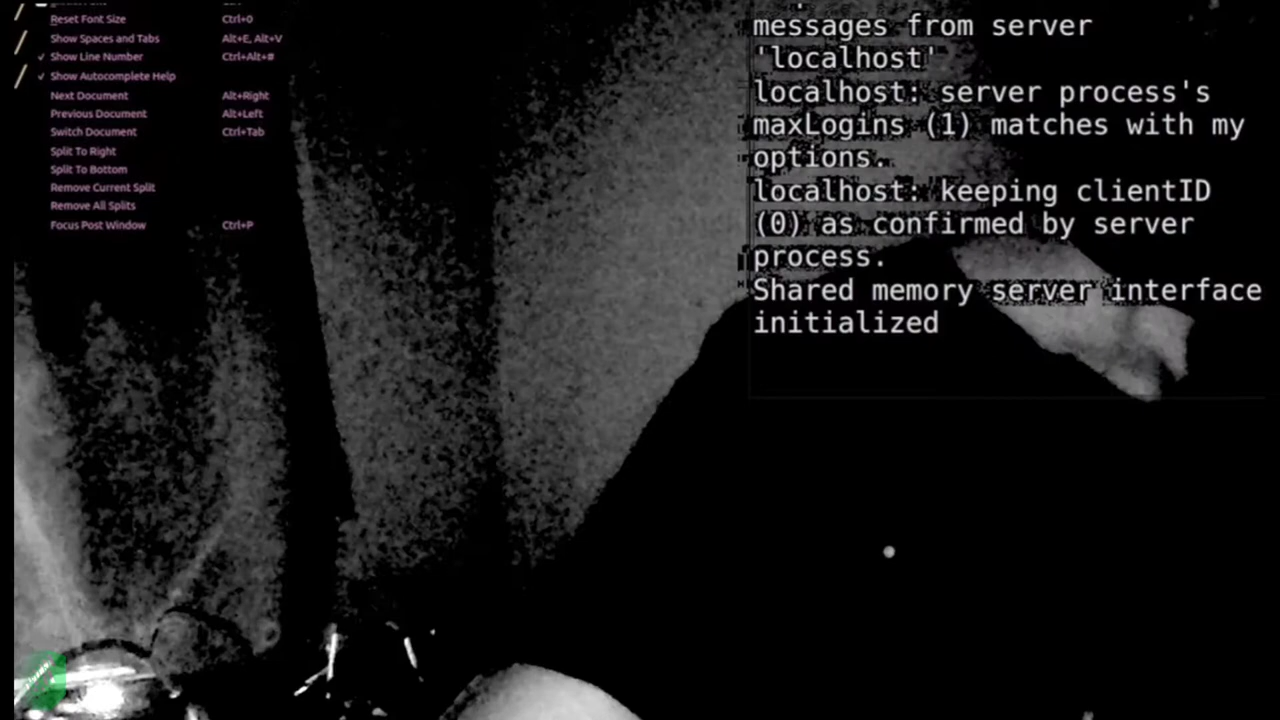 Reset Font Size Ctrl+0
Show Spaces and Tabs Alt+E, Alt+V
✓ Show Line Number Ctrl+Alt+#
✓ Show Autocomplete Help
Next Document Alt+Right
Previous Document Alt+Left
Switch Document Ctrl+Tab
Split To Right
Split To Bottom
Remove Current Split
Remove All Splits
Focus Post Window Ctrl+P
messages from server
'localhost'
localhost: server process's
maxLogins (1) matches with my
options.
localhost: keeping clientID
(0) as confirmed by server
process.
Shared memory server interface
initialized